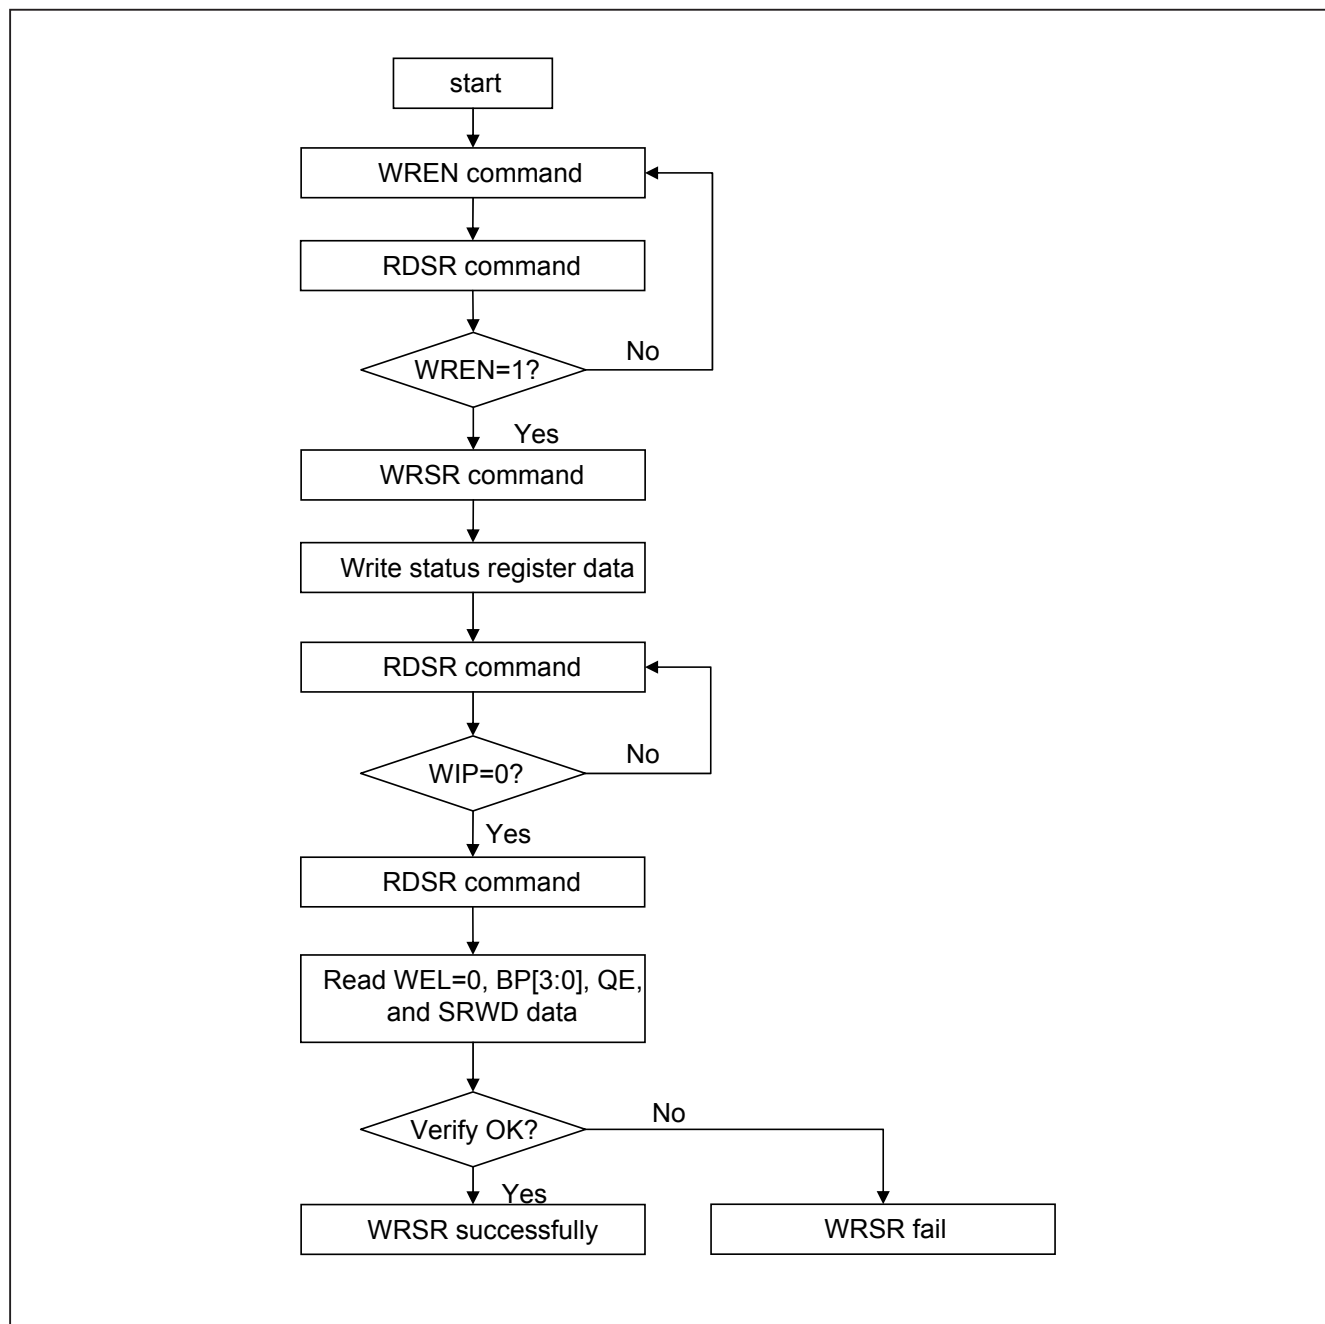 start
WREN command
RDSR command
WREN=1?
No
Yes
WRSR command
Write status register data
RDSR command
WIP=0?
No
Yes
RDSR command
Read WEL=0, BP[3:0], QE,
and SRWD data
Verify OK?
No
Yes
WRSR successfully
WRSR fail